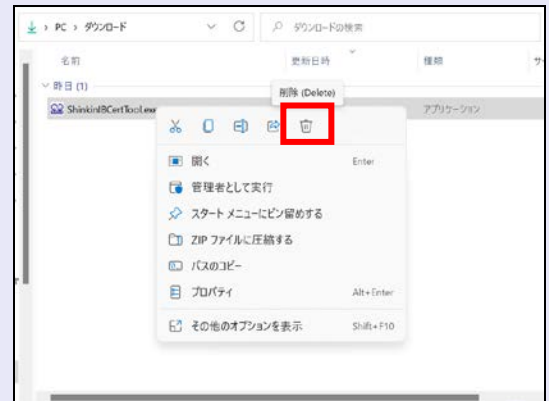 PC › ダウンロード
ダウンロードの検索
名前 更新日時 種類 サ
昨日 (1)
削除 (Delete)
ShinkinIBCertTool.exe アプリケーション
開く Enter
管理者として実行
スタート メニューにピン留めする
ZIP ファイルに圧縮する
パスのコピー
プロパティ Alt+Enter
その他のオプションを表示 Shift+F10